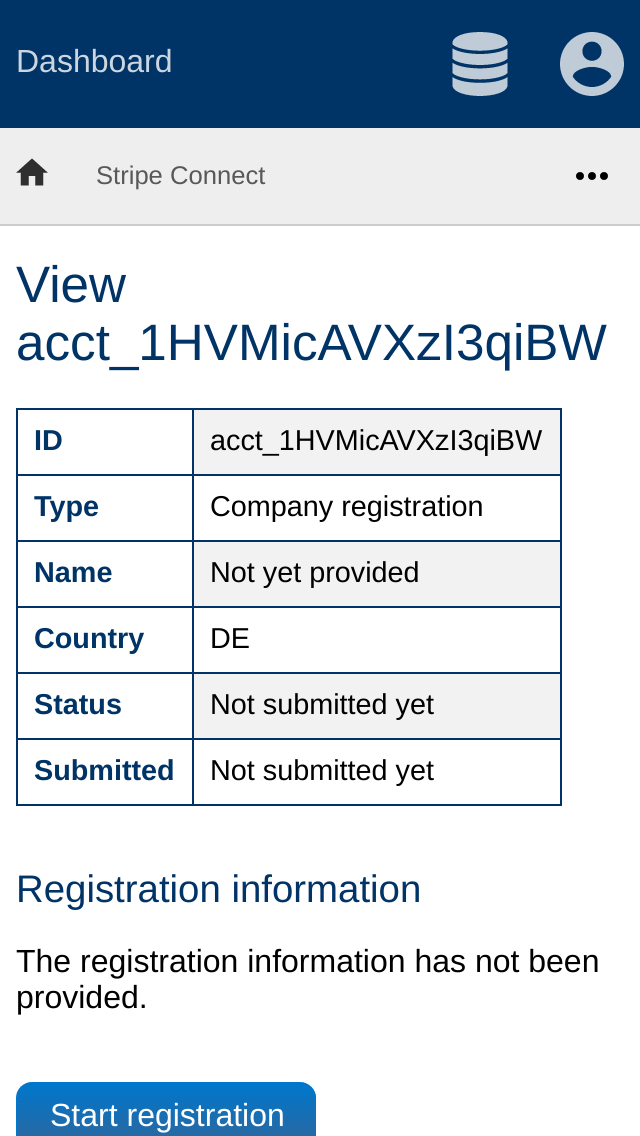 Dashboard
Stripe Connect
View
acct_1HVMicAVXzI3qiBW
ID acct_1HVMicAVXzI3qiBW
Type Company registration
Name Not yet provided
Country DE
Status Not submitted yet
Submitted Not submitted yet
Registration information
The registration information has not been
provided.
Start registration